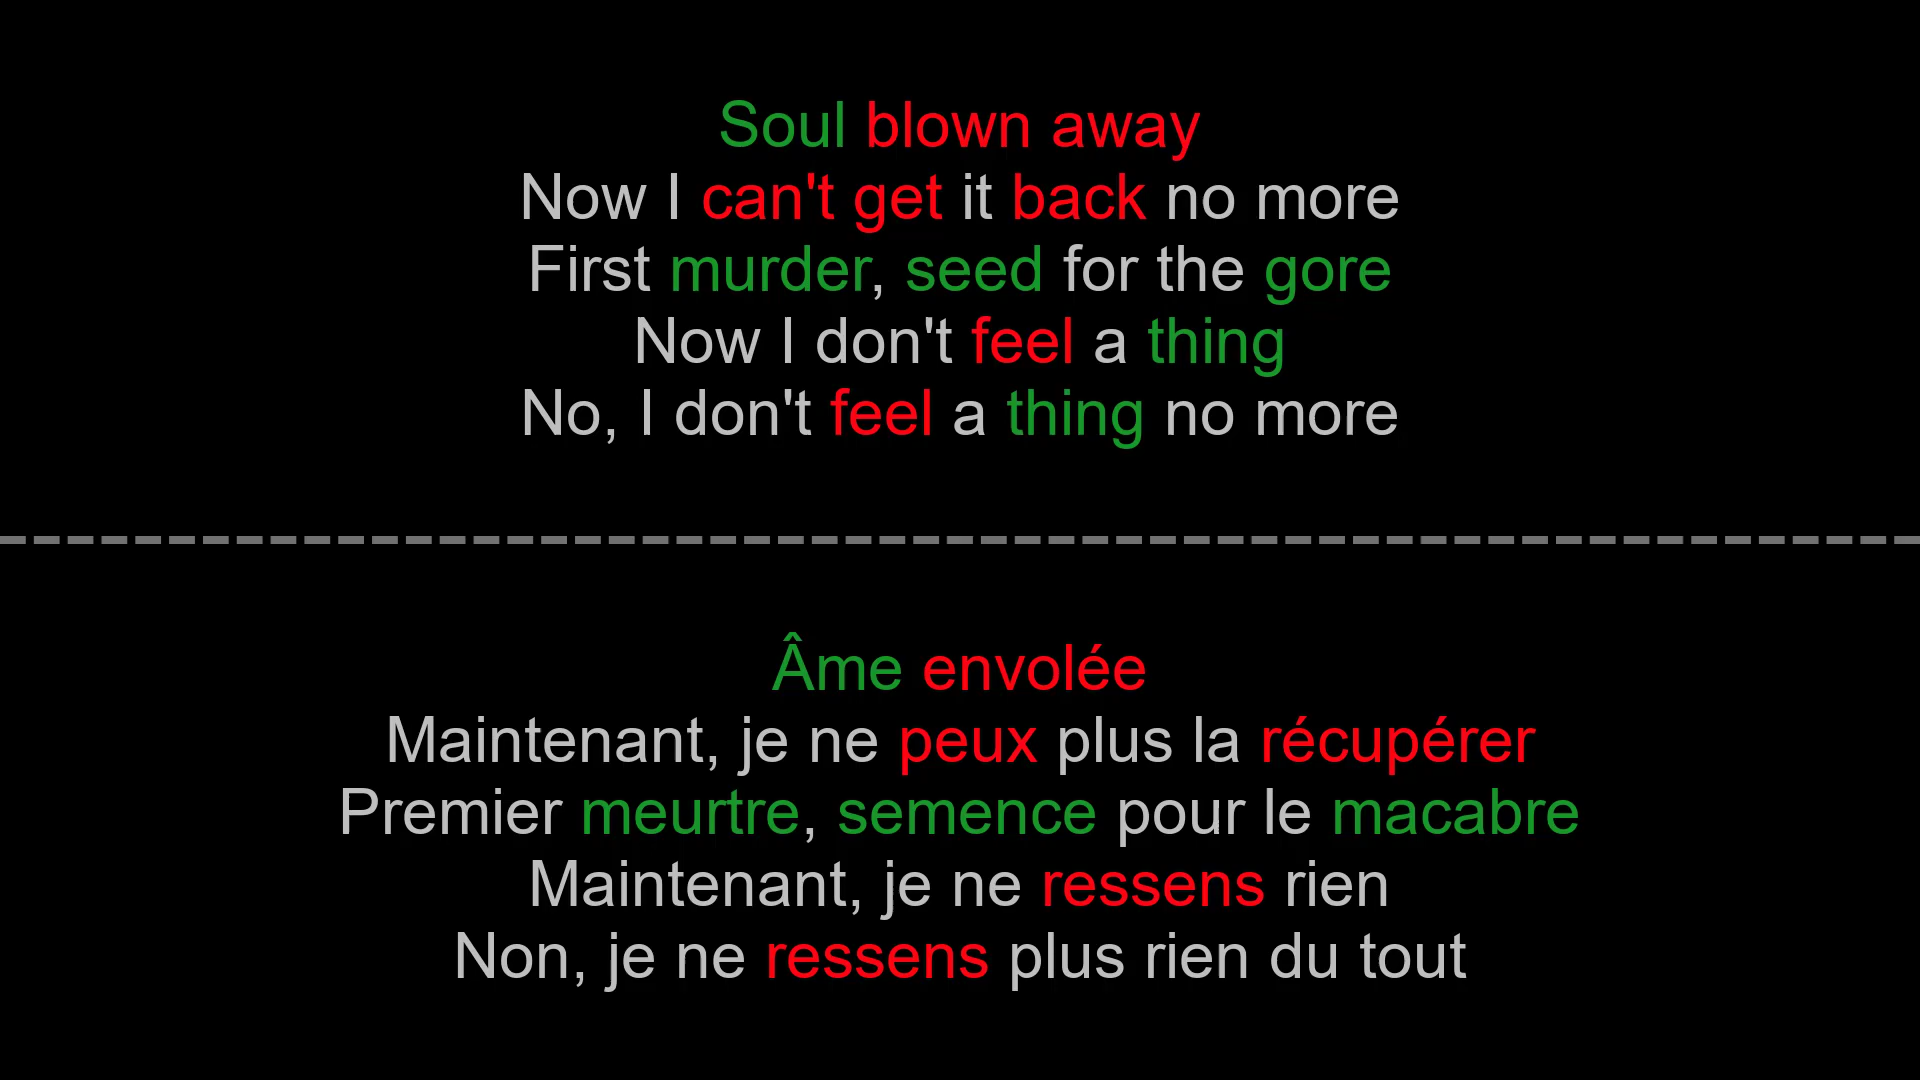 Soul blown away
Now I can't get it back no more
First murder, seed for the gore
Now I don't feel a thing
No, I don't feel a thing no more
Âme envolée
Maintenant, je ne peux plus la récupérer
Premier meurtre, semence pour le macabre
Maintenant, je ne ressens rien
Non, je ne ressens plus rien du tout